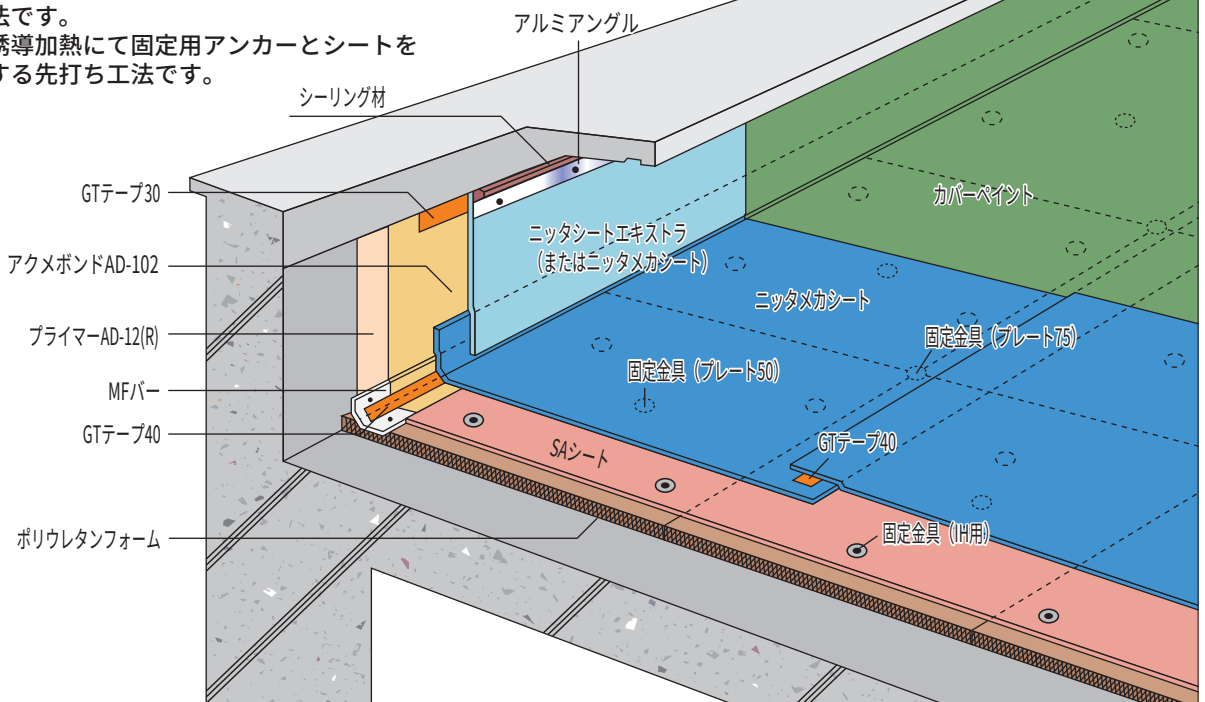 法です。
誘導加熱にて固定用アンカーとシートを
する先打ち工法です。
アルミアングル
シーリング材
GTテープ30
アクメボンドAD-102
プライマーAD-12(R)
MFバー
GTテープ40
ポリウレタンフォーム
カバーペイント
ニッタシートエキストラ
(またはニッタメカシート)
ニッタメカシート
固定金具(プレート75)
固定金具(プレート50)
GTテープ40
SAシート
固定金具(IH用)